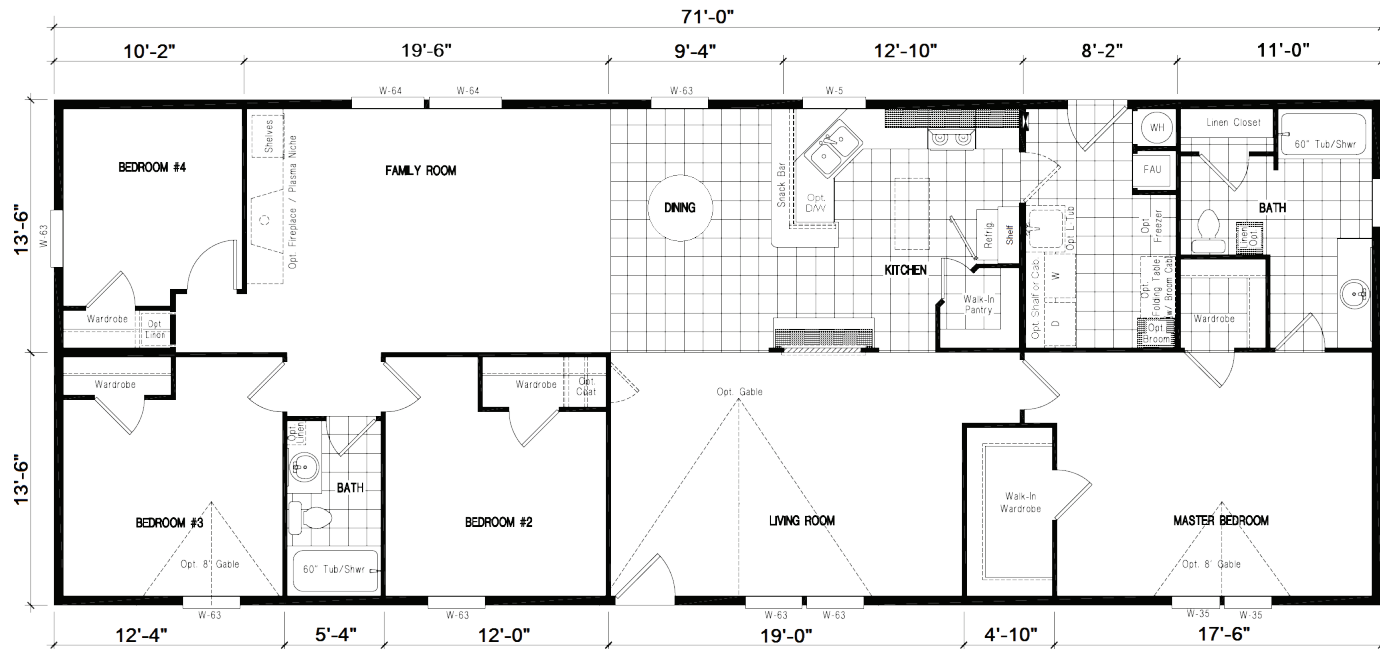 71'-0"
10'-2"
19'-6"
9'-4"
12'-10"
8'-2"
11'-0"
W-64
W-64
W-63
W-5
13'-6"
W-63
BEDROOM #4
Shelves
Opt. Fireplace / Plasma Niche
FAMILY ROOM
DINING
Snack Bar
Opt.
D/W
KITCHEN
Refrig
Shelf
Walk-In
Pantry
WH
FAU
Opt L-Tub
Opt.
Freezer
Opt Shelf or Cab
W
D
Opt.
Folding Table
w/ Broom Cab
Opt
Broom
Linen Closet
60" Tub/Shwr
BATH
Linen
Opt
Wardrobe
Wardrobe
Opt
Linen
13'-6"
Wardrobe
Wardrobe
Opt.
Coat
Opt. Gable
Opt
Linen
BATH
BEDROOM #3
BEDROOM #2
LIVING ROOM
Walk-In
Wardrobe
MASTER BEDROOM
Opt. 8' Gable
60" Tub/Shwr
Opt. 8' Gable
W-63
W-63
W-63
W-63
W-35
W-35
12'-4"
5'-4"
12'-0"
19'-0"
4'-10"
17'-6"